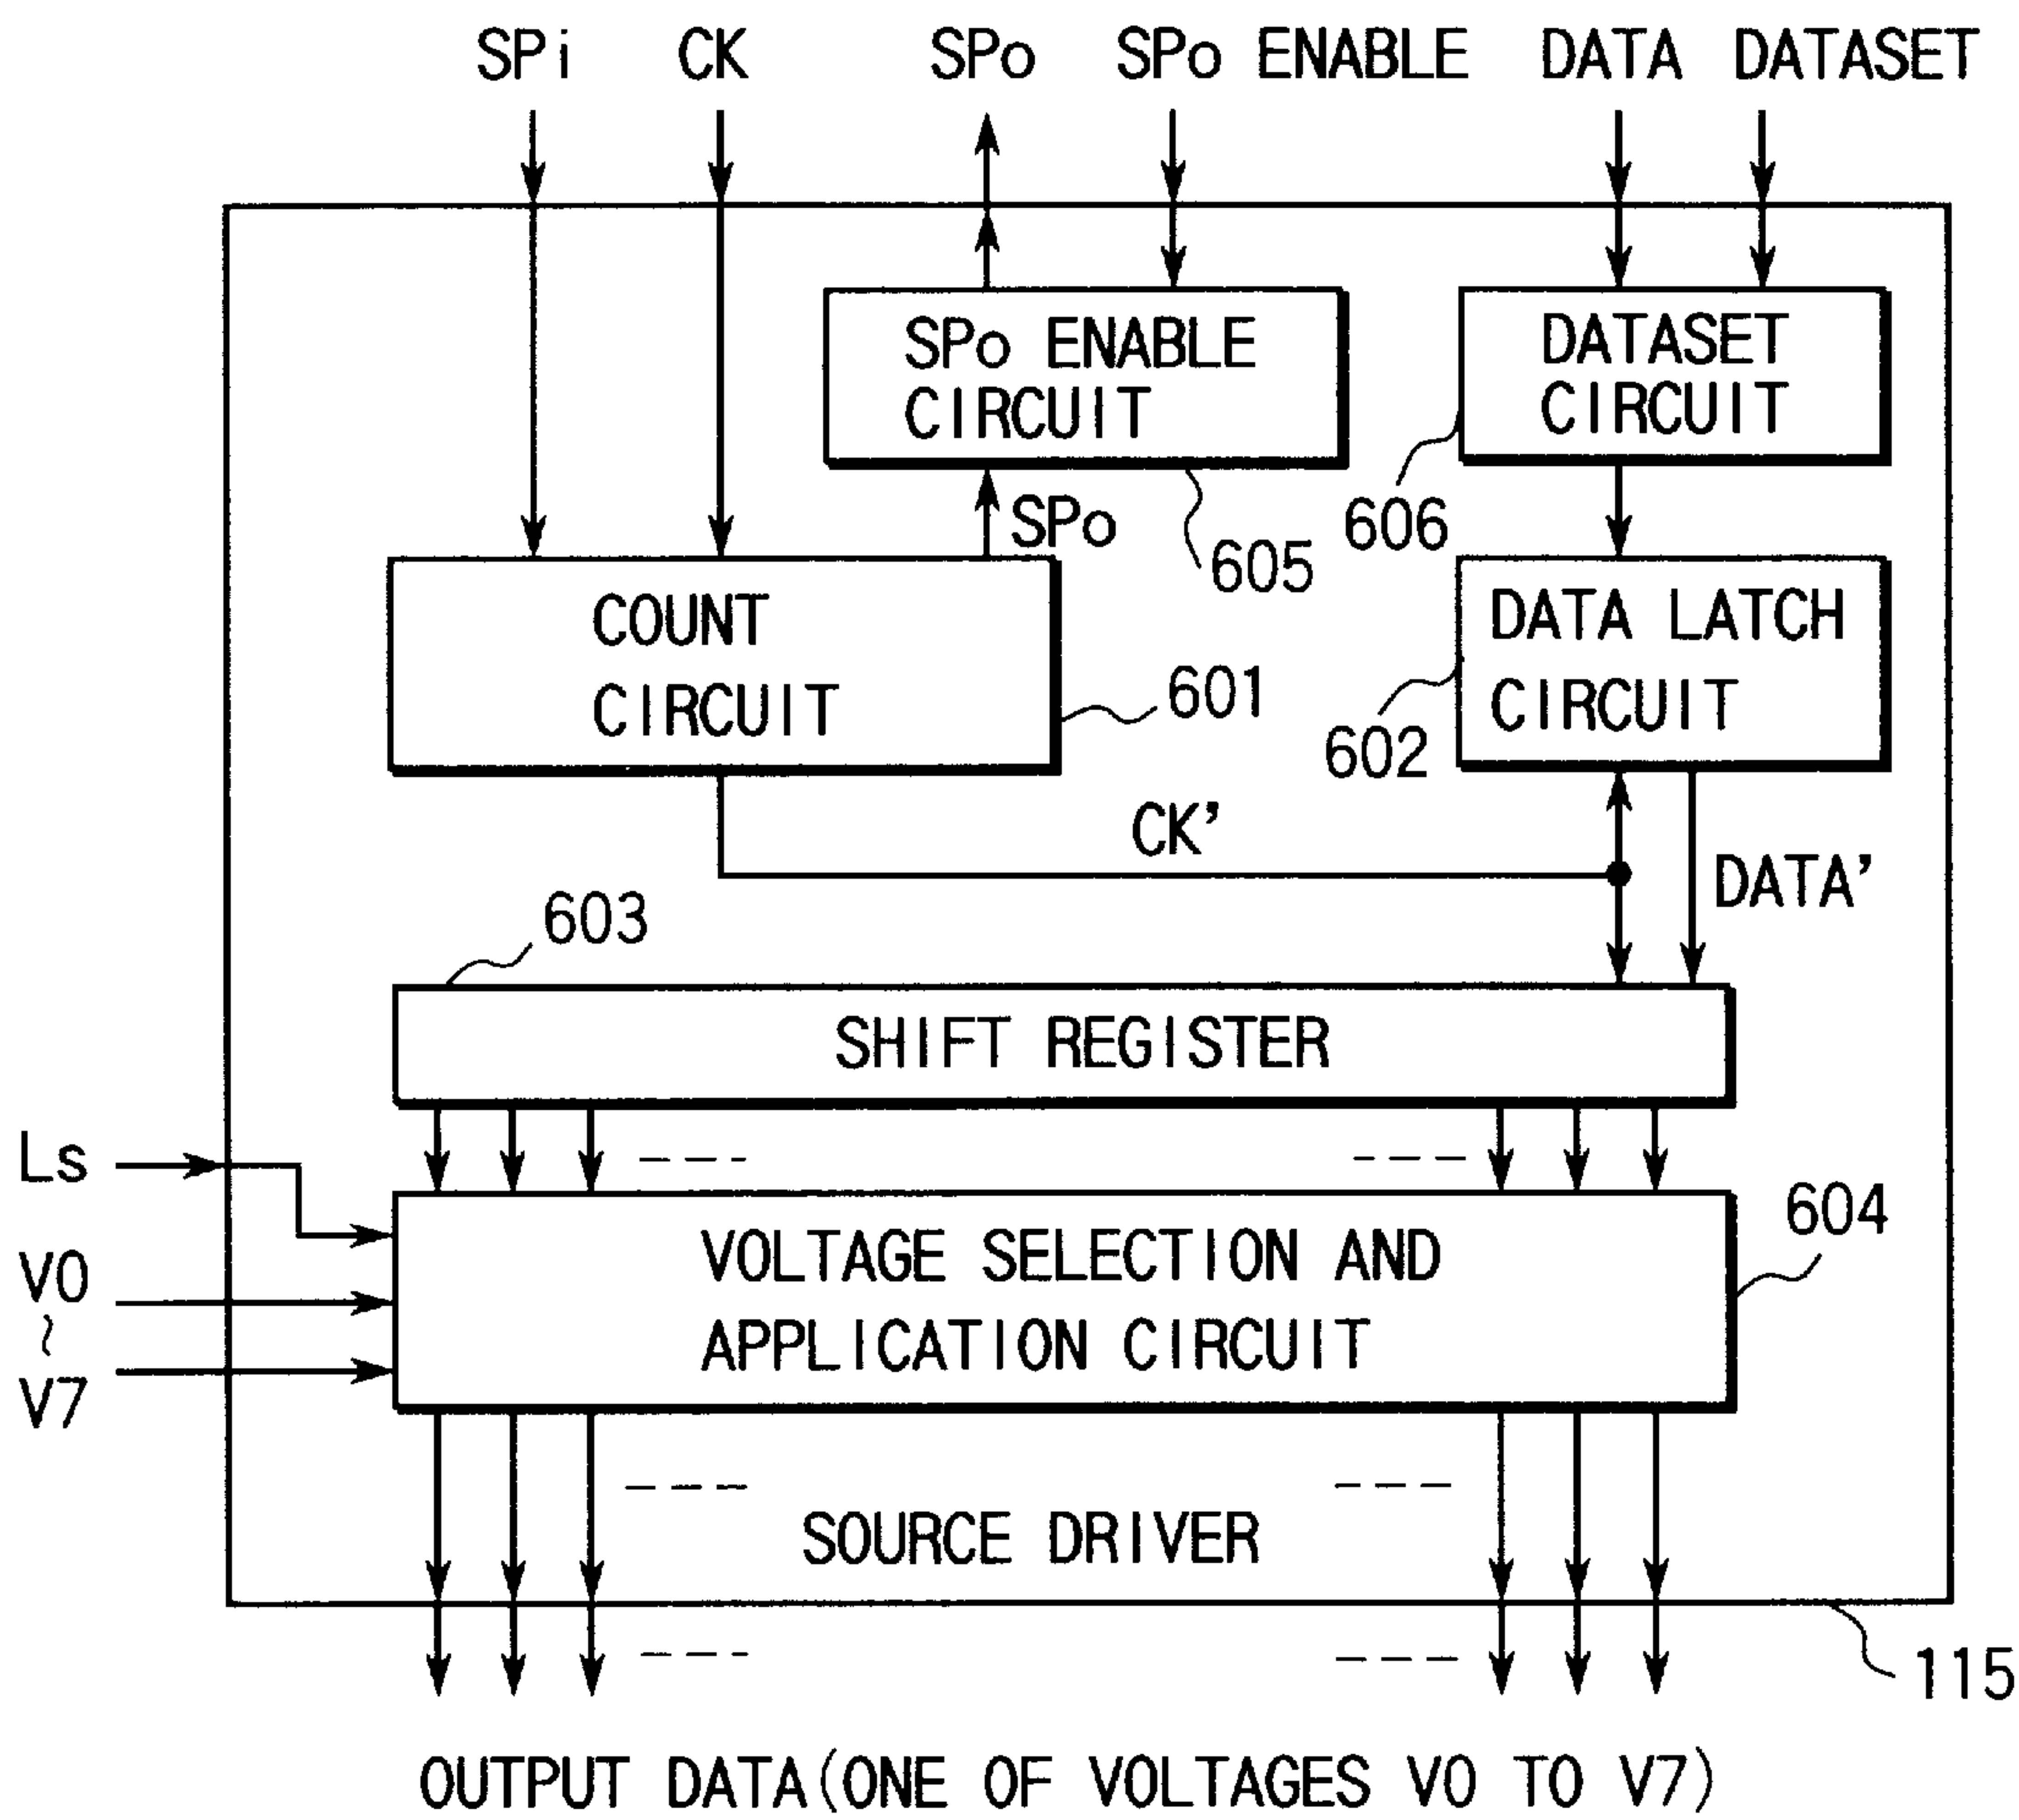 SPi CK SPo SPo ENABLE DATA DATASET
SPo ENABLE
CIRCUIT
DATASET
CIRCUIT
SPo
605
606
COUNT
CIRCUIT
601
DATA LATCH
CIRCUIT
602
CK'
DATA'
603
SHIFT REGISTER
Ls
V0
~
V7
VOLTAGE SELECTION AND
APPLICATION CIRCUIT
604
SOURCE DRIVER
115
OUTPUT DATA(ONE OF VOLTAGES V0 TO V7)